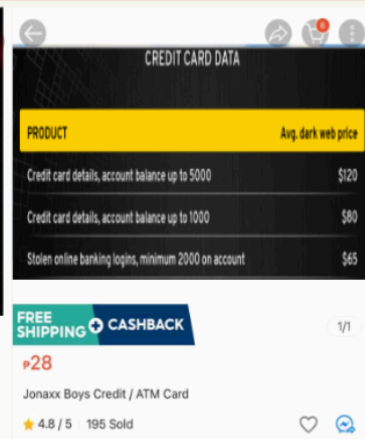 8
CREDIT CARD DATA
PRODUCT Avg. dark web price
Credit card details, account balance up to 5000 $120
Credit card details, account balance up to 1000 $80
Stolen online banking logins, minimum 2000 on account $65
FREE
SHIPPING + CASHBACK
1/1
₱28
Jonaxx Boys Credit / ATM Card
4.8 / 5 195 Sold